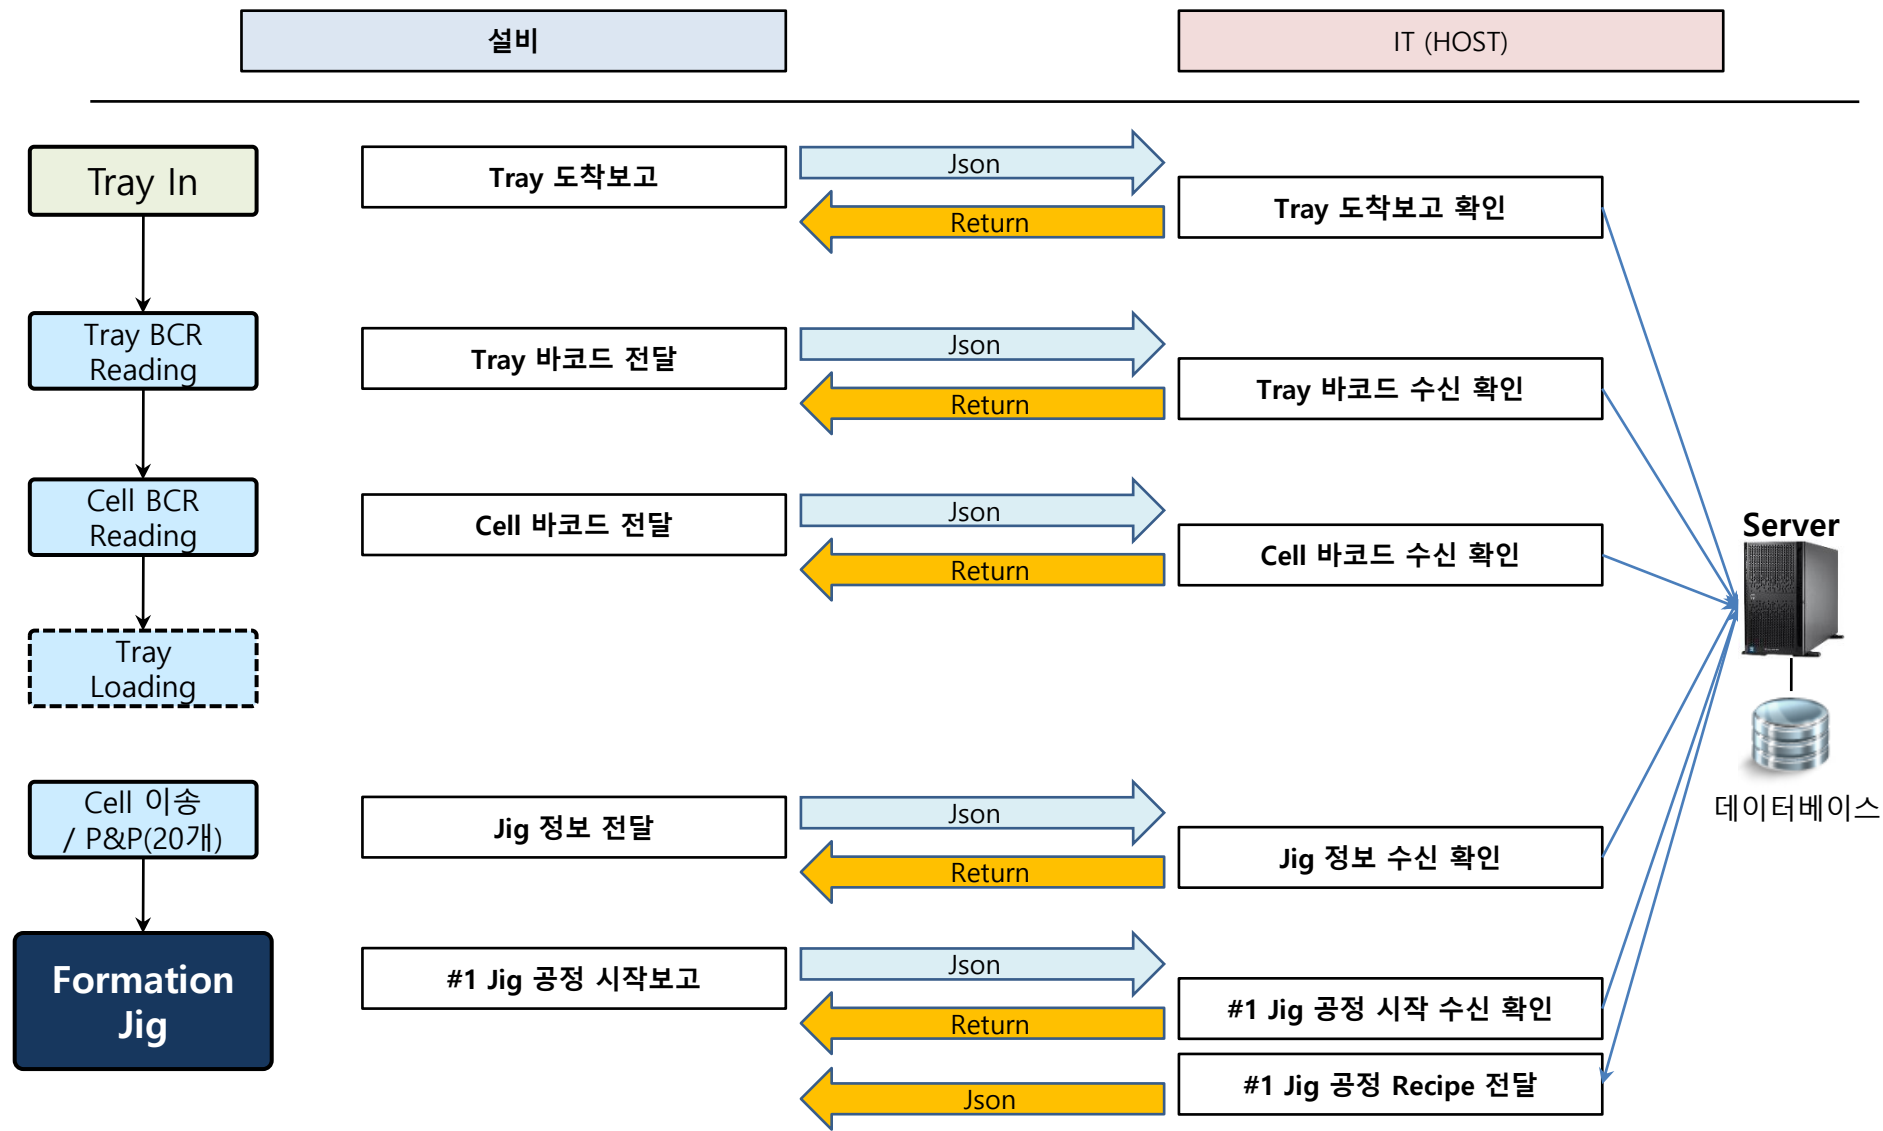 설비
IT (HOST)
Tray In
Tray 도착보고
Json
Return
Tray 도착보고 확인
Tray BCR
Reading
Tray 바코드 전달
Json
Return
Tray 바코드 수신 확인
Cell BCR
Reading
Cell 바코드 전달
Json
Return
Cell 바코드 수신 확인
Server
Tray
Loading
데이터베이스
Cell 이송
/ P&P(20개)
Jig 정보 전달
Json
Return
Jig 정보 수신 확인
Formation
Jig
#1 Jig 공정 시작보고
Json
Return
#1 Jig 공정 시작 수신 확인
Json
#1 Jig 공정 Recipe 전달